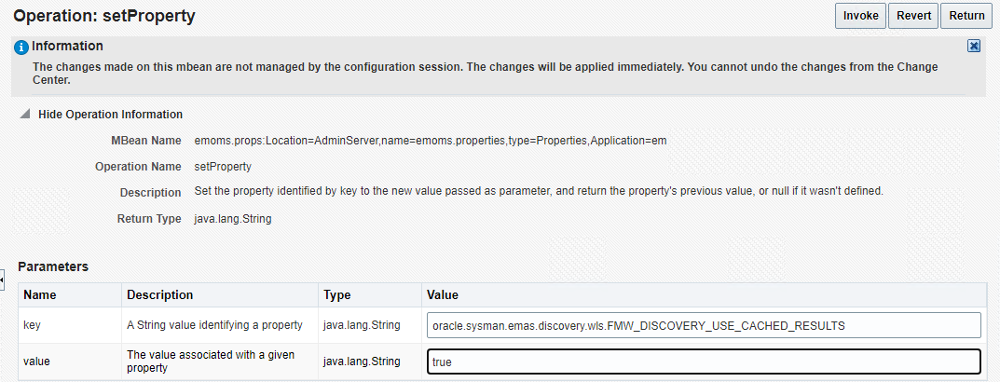 Operation: setProperty
Invoke
Revert
Return
Information
The changes made on this mbean are not managed by the configuration session. The changes will be applied immediately. You cannot undo the changes from the Change
Center.
Hide Operation Information
MBean Name emoms.props:Location=AdminServer,name=emoms.properties,type=Properties,Application=em
Operation Name setProperty
Description Set the property identified by key to the new value passed as parameter, and return the property's previous value, or null if it wasn't defined.
Return Type java.lang.String
Parameters
Name Description Type Value
key A String value identifying a property java.lang.String oracle.sysman.emas.discovery.wls.FMW_DISCOVERY_USE_CACHED_RESULTS
value The value associated with a given property java.lang.String true